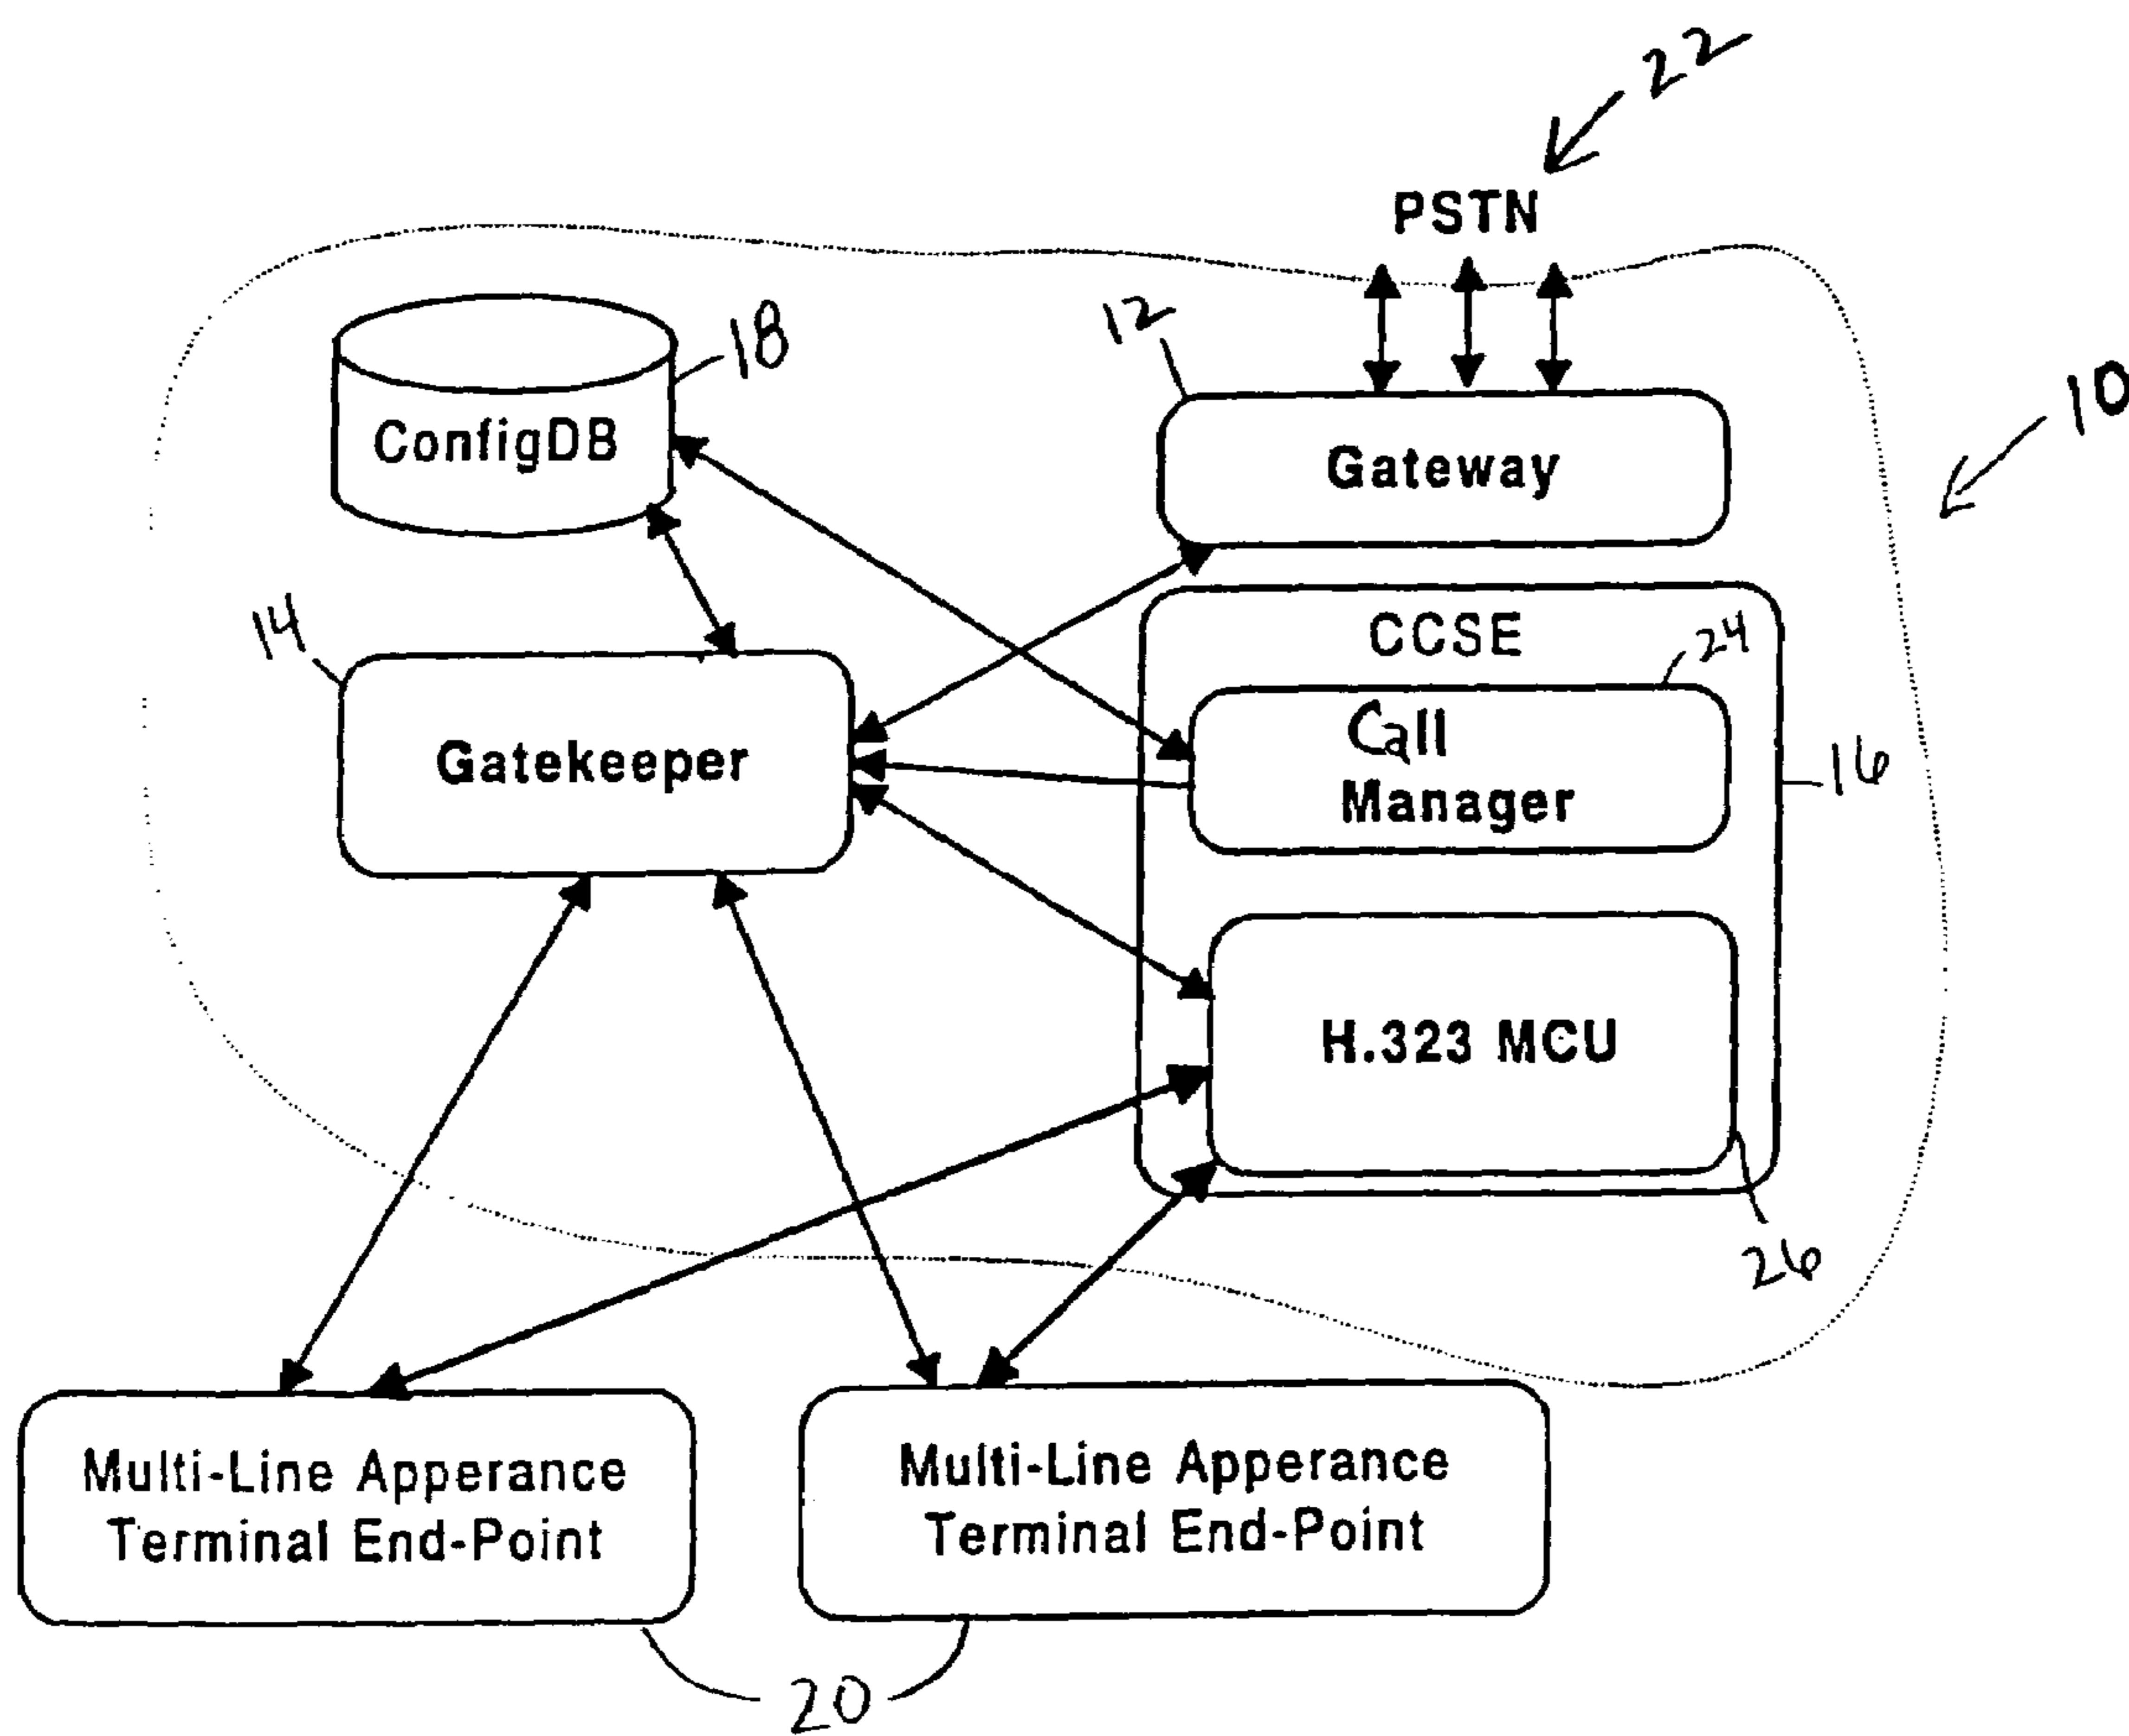 22
PSTN
12
18
10
ConfigDB
Gateway
14
CCSE
24
Gatekeeper
Call
Manager
16
H.323 MCU
26
Multi-Line Apperance
Terminal End-Point
Multi-Line Apperance
Terminal End-Point
20